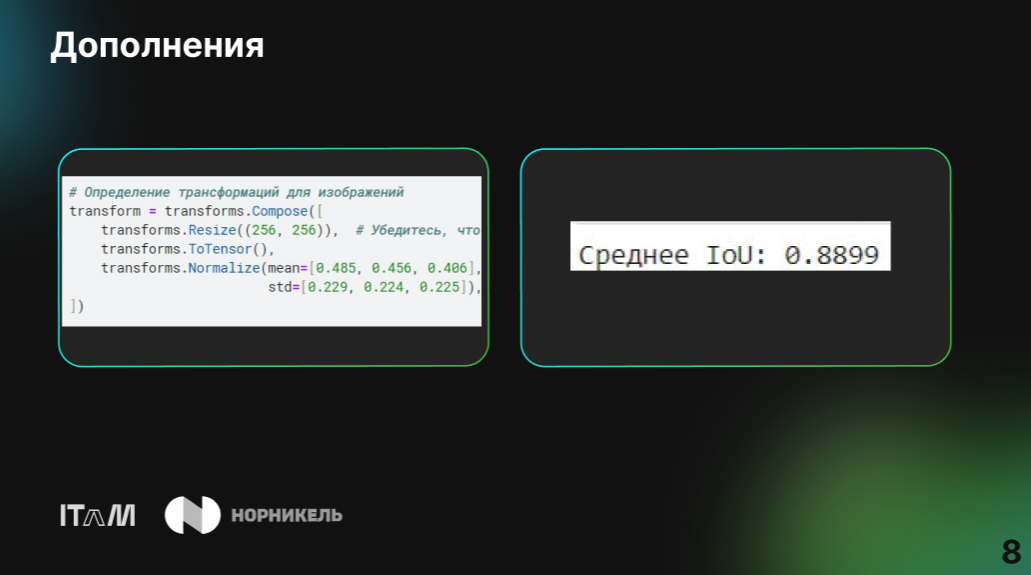 Дополнения
# Определение трансформаций для изображений
transform = transforms.Compose([
    transforms.Resize((256, 256)),  # Убедитесь, что
    transforms.ToTensor(),
    transforms.Normalize(mean=[0.485, 0.456, 0.406],
                         std=[0.229, 0.224, 0.225]),
])
Среднее IoU: 0.8899
ITAM
НОРНИКЕЛЬ
8